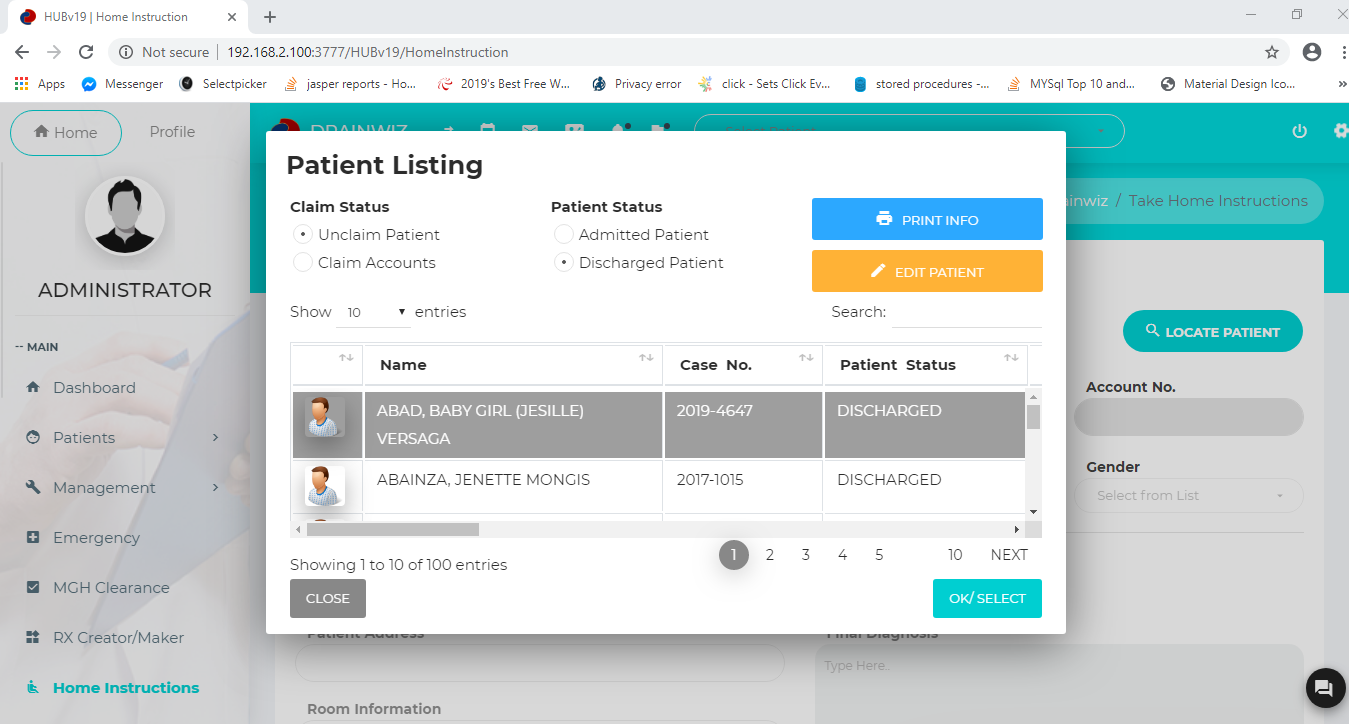 HUBv19 | Home Instruction
Not secure | 192.168.2.100:3777/HUBv19/HomeInstruction
Apps Messenger Selectpicker jasper reports - Ho... 2019's Best Free W... Privacy error click - Sets Click Ev... stored procedures -... MYSql Top 10 and... Material Design Ico... »
Home Profile
DRAINWIZ
ainwiz / Take Home Instructions
ADMINISTRATOR
-- MAIN
Dashboard
Patients
Management
Emergency
MGH Clearance
RX Creator/Maker
Home Instructions
Patient Listing
Claim Status
Unclaim Patient
Claim Accounts
Patient Status
Admitted Patient
Discharged Patient
PRINT INFO
EDIT PATIENT
Show 10 entries
Search:
Name Case No. Patient Status
ABAD, BABY GIRL (JESILLE) 2019-4647 DISCHARGED
VERSAGA
ABAINZA, JENETTE MONGIS 2017-1015 DISCHARGED
Showing 1 to 10 of 100 entries
1 2 3 4 5 10 NEXT
CLOSE
OK/ SELECT
LOCATE PATIENT
Account No.
Gender
Select from List
Patient Address
Final Diagnosis
Type Here..
Room Information